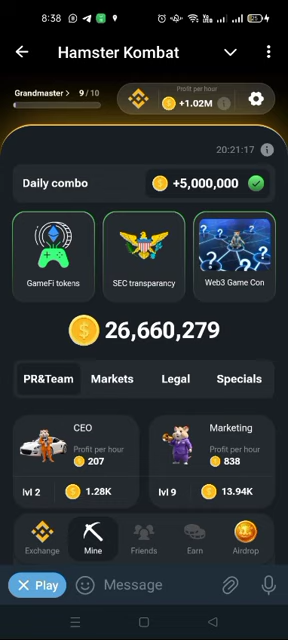 8:38
25
Hamster Kombat
Grandmaster > 9 / 10
Profit per hour
+1.02M
20:21:17
Daily combo +5,000,000
GameFi tokens SEC transparancy Web3 Game Con
26,660,279
PR&Team Markets Legal Specials
CEO
Profit per hour
207
lvl 2 1.28K
Marketing
Profit per hour
838
lvl 9 13.94K
Exchange Mine Friends Earn Airdrop
Play Message